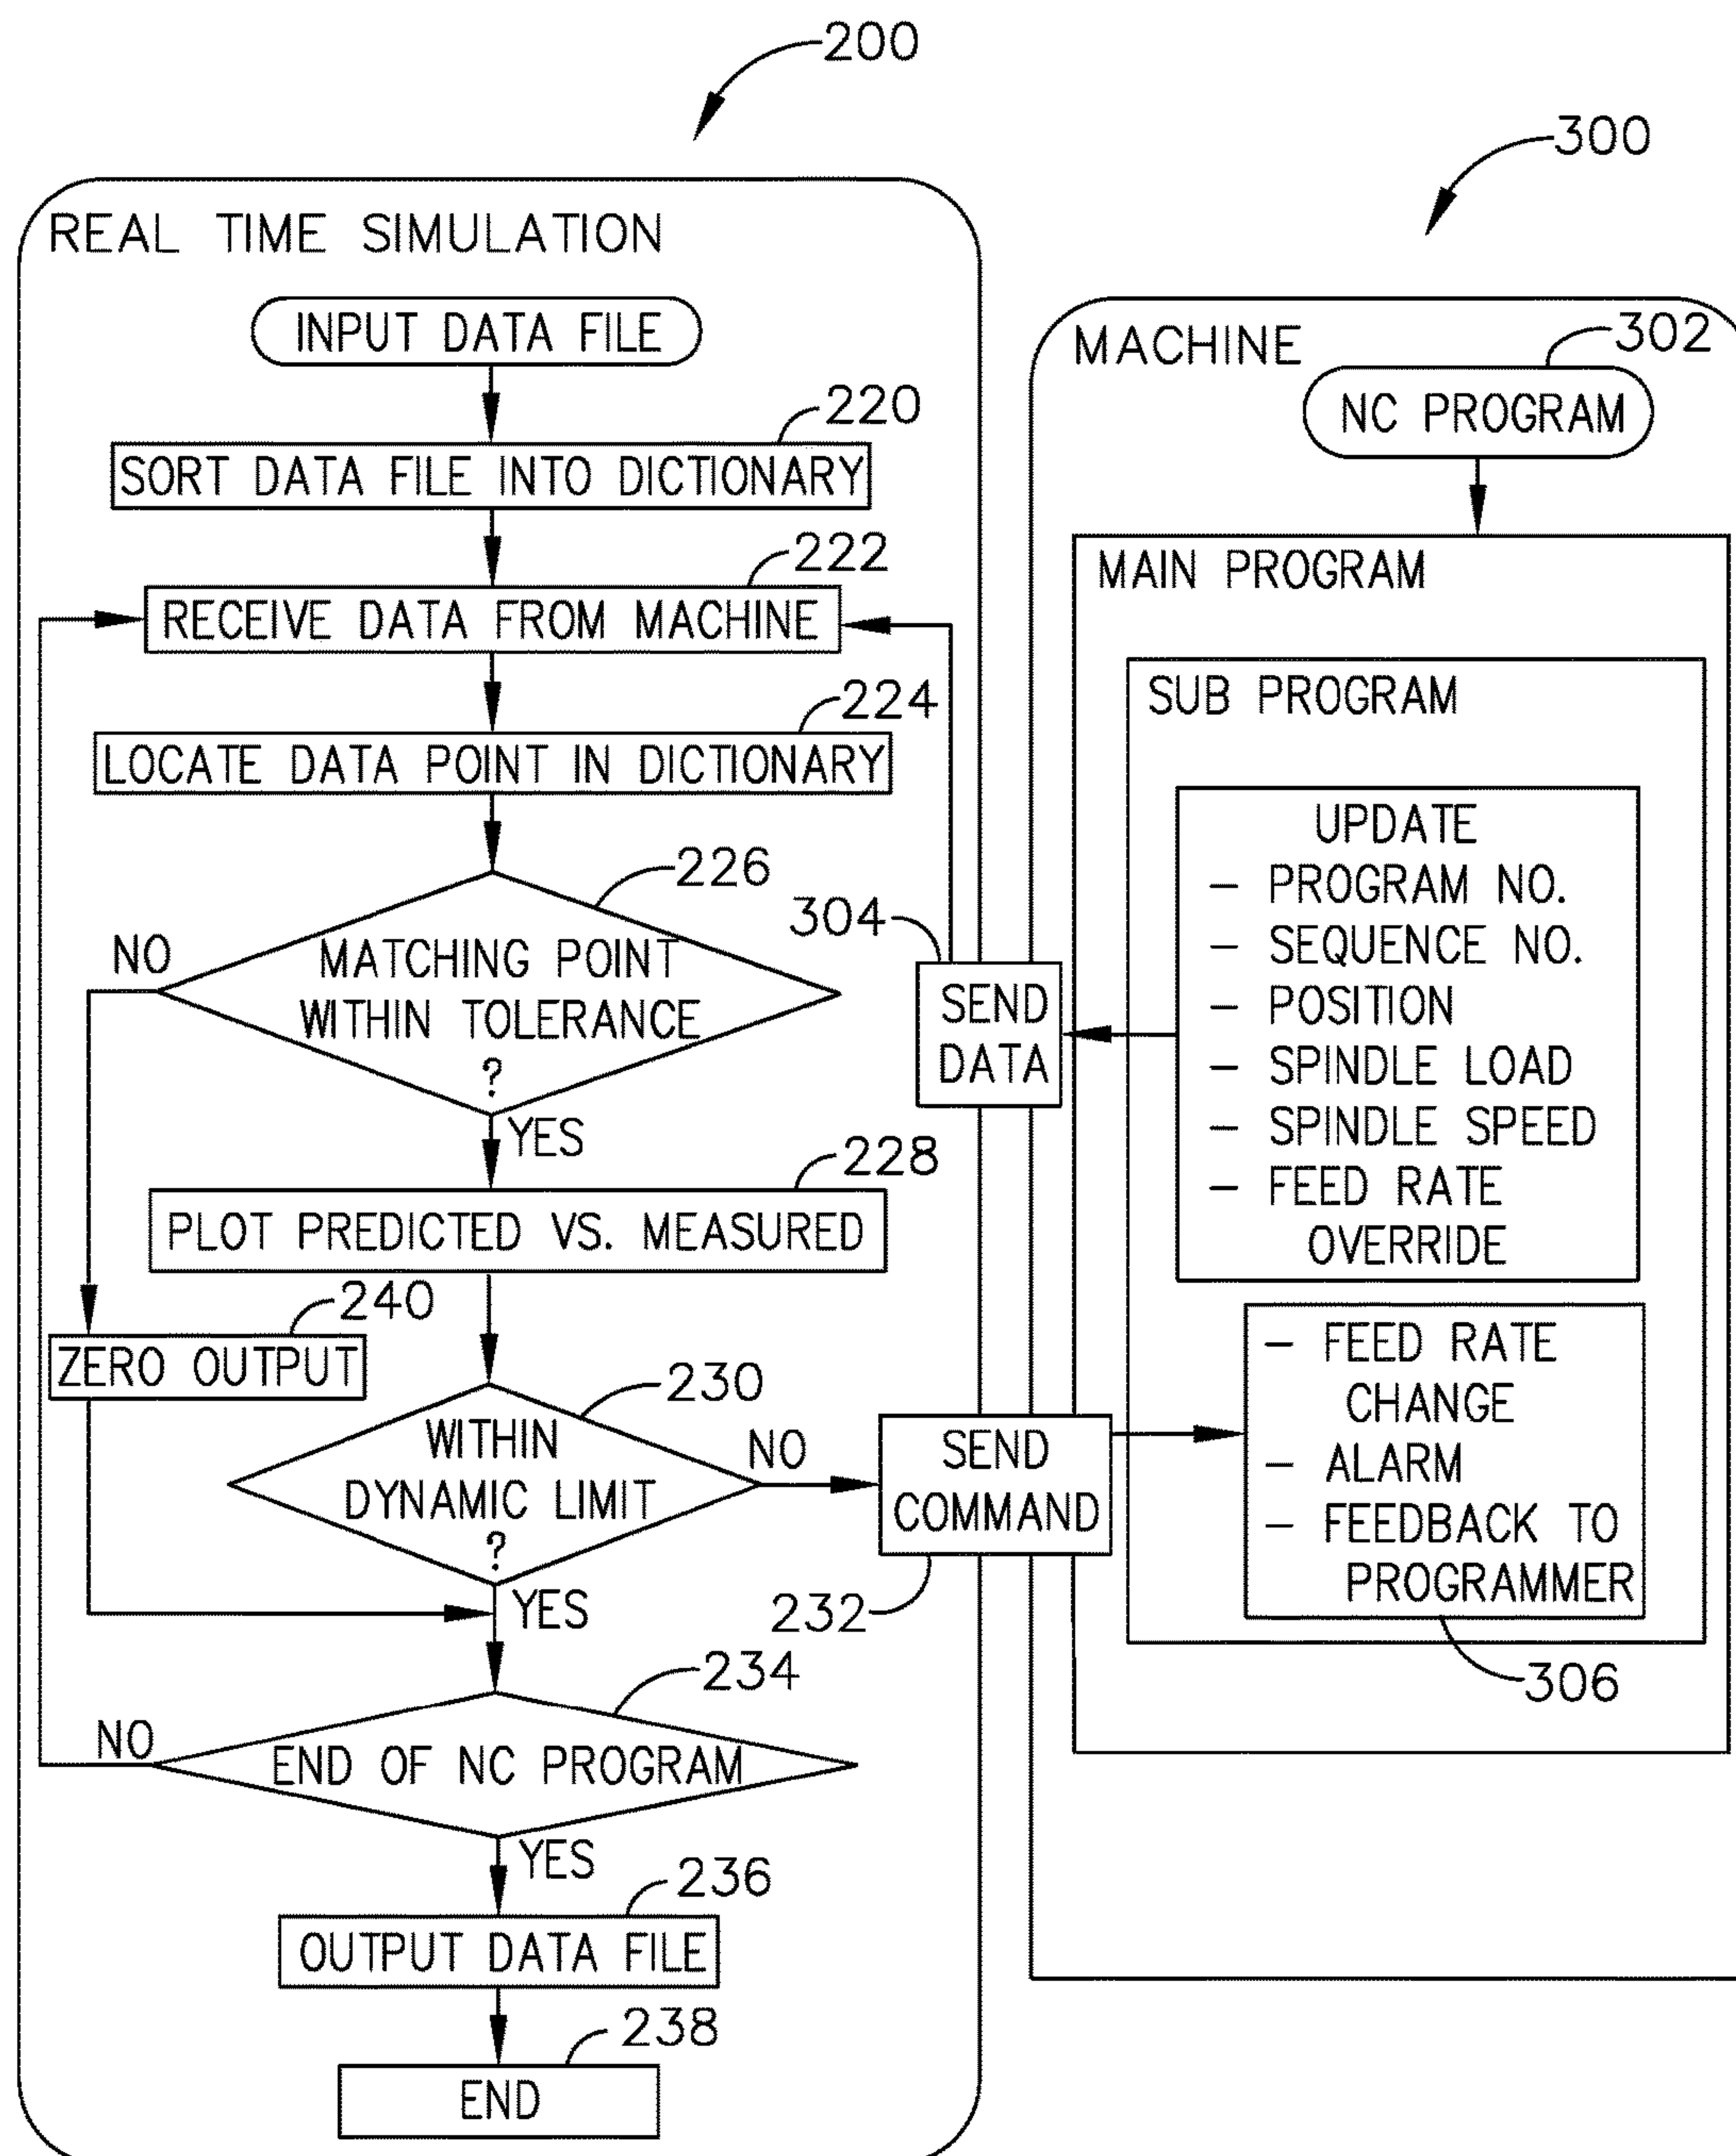 200
300
REAL TIME SIMULATION
INPUT DATA FILE
220
SORT DATA FILE INTO DICTIONARY
222
RECEIVE DATA FROM MACHINE
224
LOCATE DATA POINT IN DICTIONARY
226
MATCHING POINT
WITHIN TOLERANCE
?
NO
YES
228
PLOT PREDICTED VS. MEASURED
240
ZERO OUTPUT
230
WITHIN
DYNAMIC LIMIT
?
NO
YES
234
END OF NC PROGRAM
NO
YES
236
OUTPUT DATA FILE
238
END
304
SEND
DATA
SEND
COMMAND
232
MACHINE
302
NC PROGRAM
MAIN PROGRAM
SUB PROGRAM
UPDATE
- PROGRAM NO.
- SEQUENCE NO.
- POSITION
- SPINDLE LOAD
- SPINDLE SPEED
- FEED RATE
OVERRIDE
- FEED RATE
CHANGE
- ALARM
- FEEDBACK TO
PROGRAMMER
306